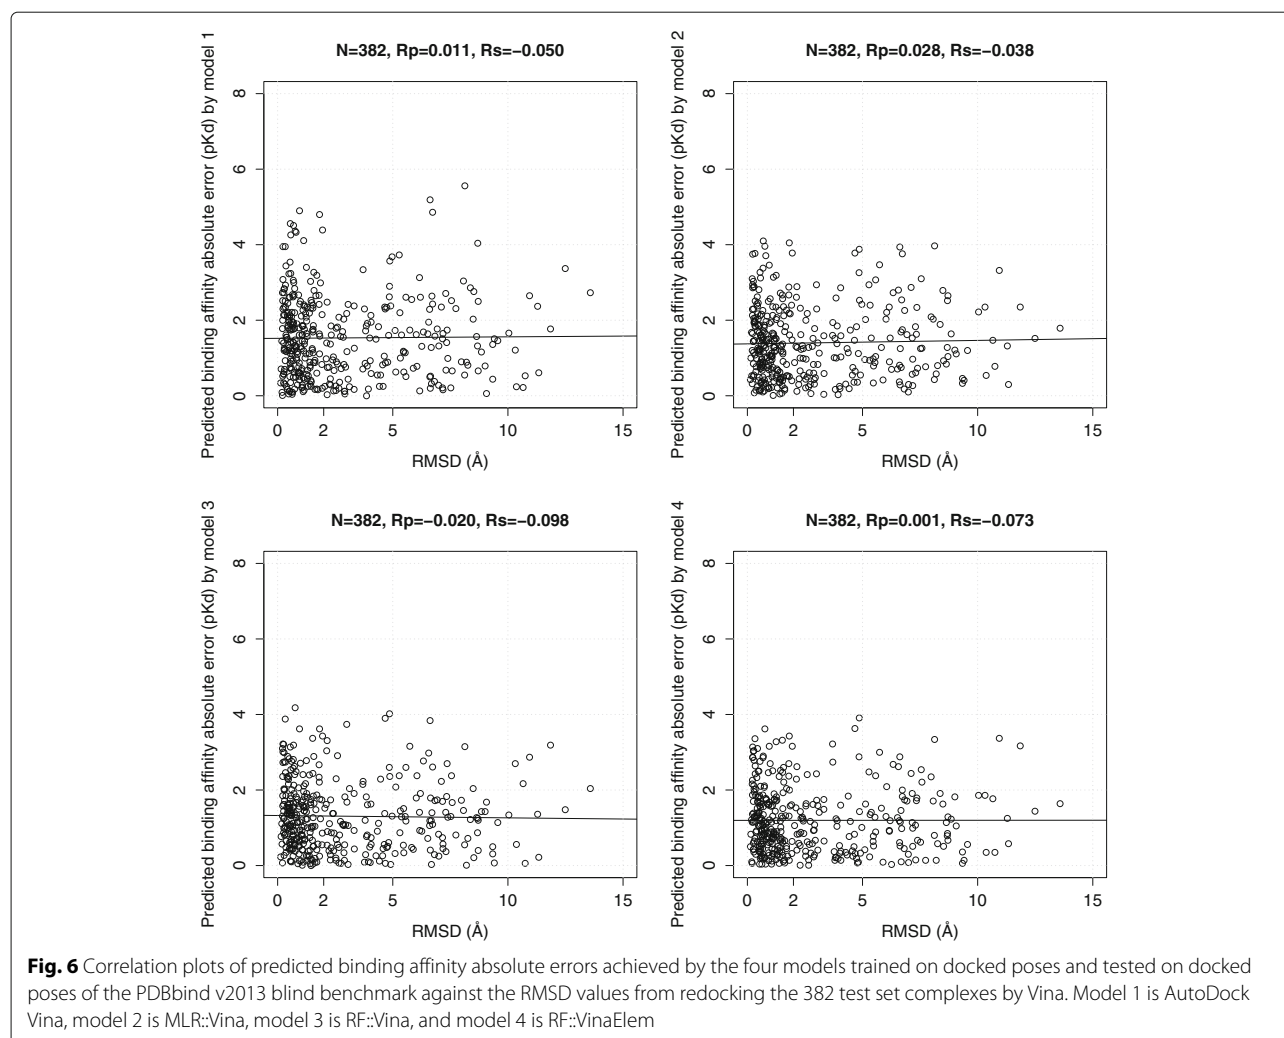 N=382, Rp=0.011, Rs=−0.050
Predicted binding affinity absolute error (pKd) by model 1
8
6
4
2
0
0 2 5 10 15
RMSD (Å)
N=382, Rp=0.028, Rs=−0.038
Predicted binding affinity absolute error (pKd) by model 2
8
6
4
2
0
0 2 5 10 15
RMSD (Å)
N=382, Rp=−0.020, Rs=−0.098
Predicted binding affinity absolute error (pKd) by model 3
8
6
4
2
0
0 2 5 10 15
RMSD (Å)
N=382, Rp=0.001, Rs=−0.073
Predicted binding affinity absolute error (pKd) by model 4
8
6
4
2
0
0 2 5 10 15
RMSD (Å)
Fig. 6 Correlation plots of predicted binding affinity absolute errors achieved by the four models trained on docked poses and tested on docked
poses of the PDBbind v2013 blind benchmark against the RMSD values from redocking the 382 test set complexes by Vina. Model 1 is AutoDock
Vina, model 2 is MLR::Vina, model 3 is RF::Vina, and model 4 is RF::VinaElem